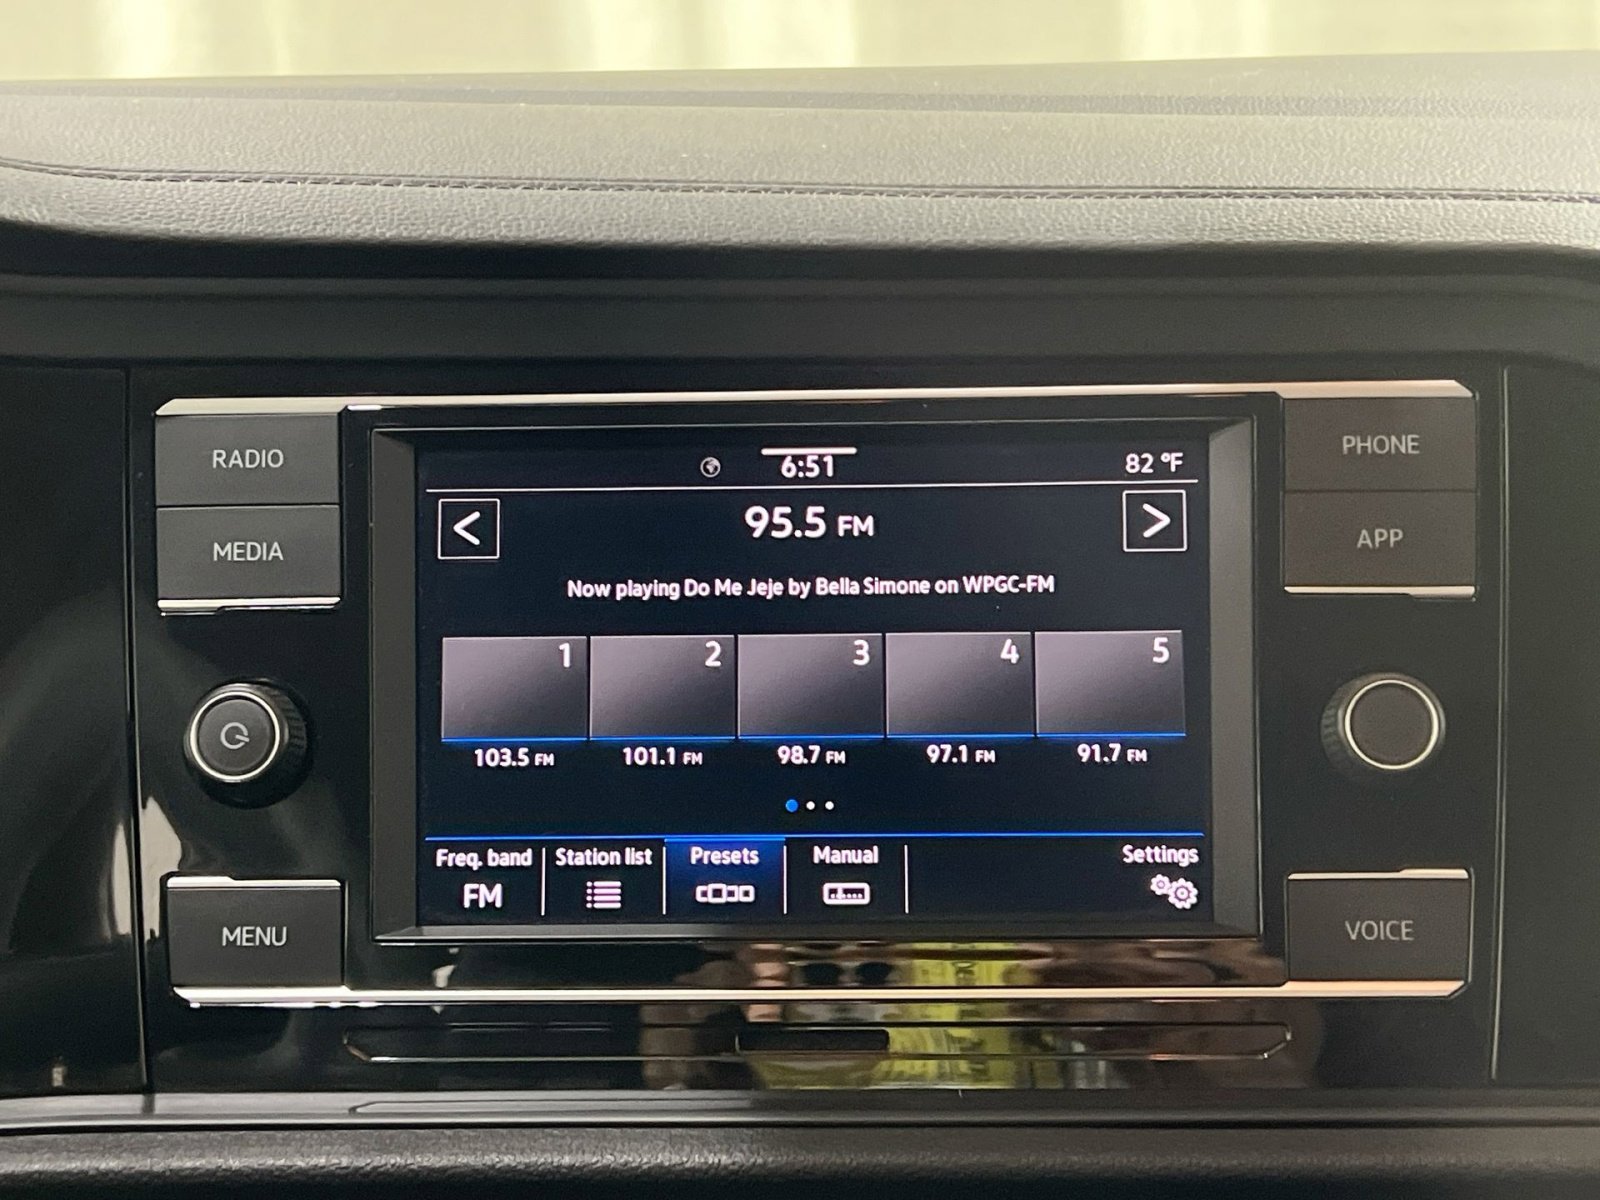 RADIO
MEDIA
MENU
6:51
82 °F
<
95.5 FM
>
Now playing Do Me Jeje by Bella Simone on WPGC-FM
1 2 3 4 5
103.5 FM 101.1 FM 98.7 FM 97.1 FM 91.7 FM
Freq. band Station list Presets Manual Settings
FM
PHONE
APP
VOICE